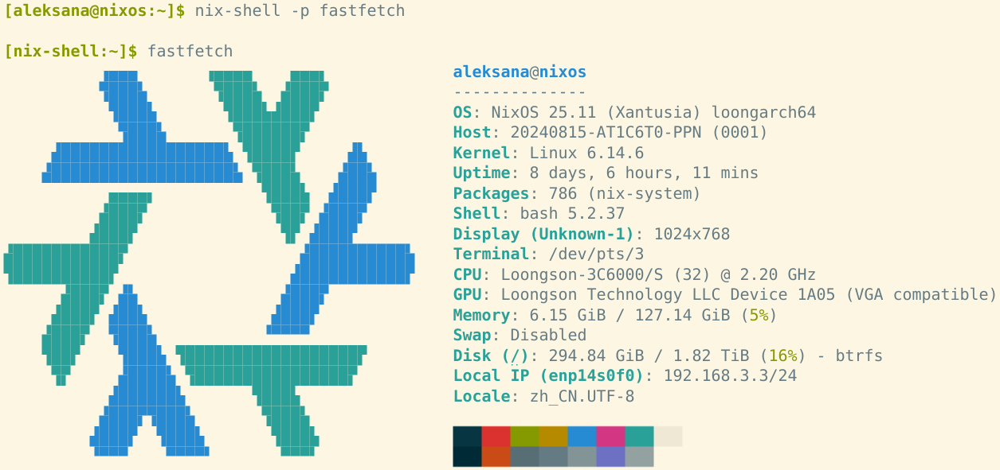 [aleksana@nixos:~]$ nix-shell -p fastfetch
[nix-shell:~]$ fastfetch
aleksana@nixos
--------------
OS: NixOS 25.11 (Xantusia) loongarch64
Host: 20240815-AT1C6T0-PPN (0001)
Kernel: Linux 6.14.6
Uptime: 8 days, 6 hours, 11 mins
Packages: 786 (nix-system)
Shell: bash 5.2.37
Display (Unknown-1): 1024x768
Terminal: /dev/pts/3
CPU: Loongson-3C6000/S (32) @ 2.20 GHz
GPU: Loongson Technology LLC Device 1A05 (VGA compatible)
Memory: 6.15 GiB / 127.14 GiB (5%)
Swap: Disabled
Disk (/): 294.84 GiB / 1.82 TiB (16%) - btrfs
Local IP (enp14s0f0): 192.168.3.3/24
Locale: zh_CN.UTF-8